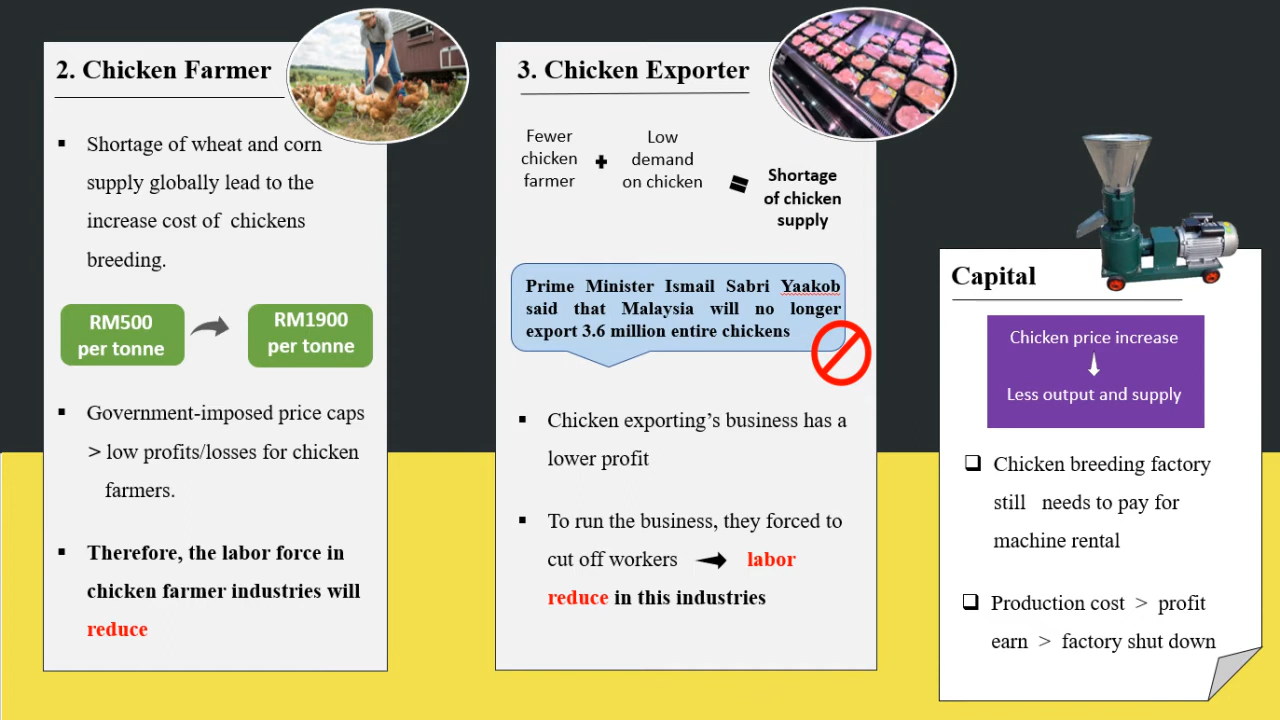 2. Chicken Farmer
Shortage of wheat and corn
supply globally lead to the
increase cost of chickens
breeding.
RM500
per tonne
RM1900
per tonne
Government-imposed price caps
> low profits/losses for chicken
farmers.
Therefore, the labor force in
chicken farmer industries will
reduce
3. Chicken Exporter
Fewer
chicken
farmer
+
Low
demand
on chicken
=
Shortage
of chicken
supply
Prime Minister Ismail Sabri Yaakob
said that Malaysia will no longer
export 3.6 million entire chickens
Chicken exporting’s business has a
lower profit
To run the business, they forced to
cut off workers labor
reduce in this industries
Capital
Chicken price increase
Less output and supply
Chicken breeding factory
still needs to pay for
machine rental
Production cost > profit
earn > factory shut down